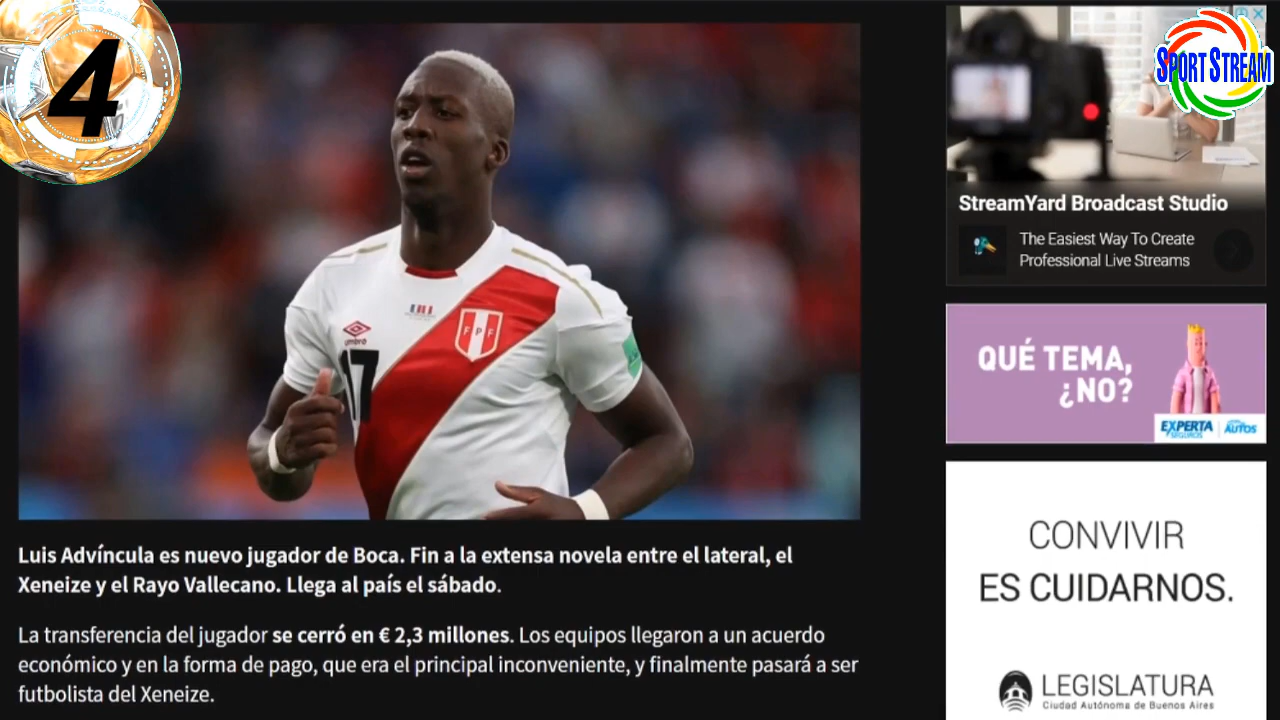 4
SPORT STREAM
StreamYard Broadcast Studio
The Easiest Way To Create
Professional Live Streams
umbro
17
FPF
QUÉ TEMA,
¿NO?
EXPERTA
SEGUROS
AUTOS
CONVIVIR
ES CUIDARNOS.
LEGISLATURA
Ciudad Autónoma de Buenos Aires
Luis Advíncula es nuevo jugador de Boca. Fin a la extensa novela entre el lateral, el
Xeneize y el Rayo Vallecano. Llega al país el sábado.
La transferencia del jugador se cerró en € 2,3 millones. Los equipos llegaron a un acuerdo
económico y en la forma de pago, que era el principal inconveniente, y finalmente pasará a ser
futbolista del Xeneize.